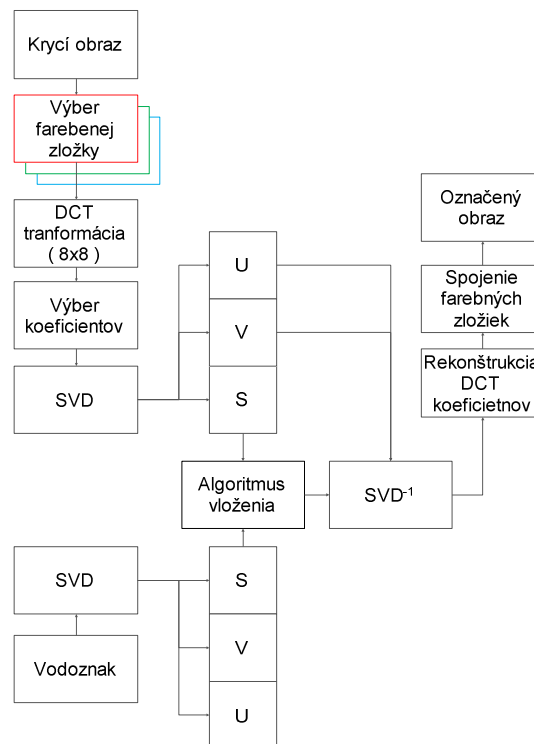 Krycí obraz
Výber
farebenej
zložky
DCT
tranformácia
( 8x8 )
Výber
koeficientov
SVD
U
V
S
Algoritmus
vloženia
SVD⁻¹
Označený
obraz
Spojenie
farebných
zložiek
Rekonštrukcia
DCT
koeficietnov
SVD
Vodoznak
S
V
U